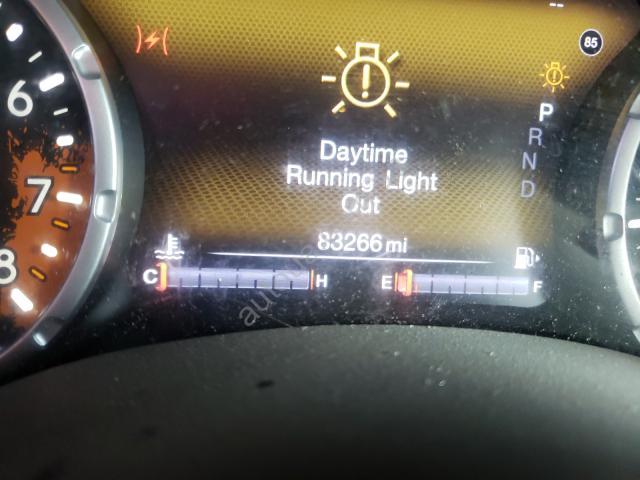 85
6
P
R
Daytime
N
Running Light
7
D
Out
83266 mi
8
C H E F